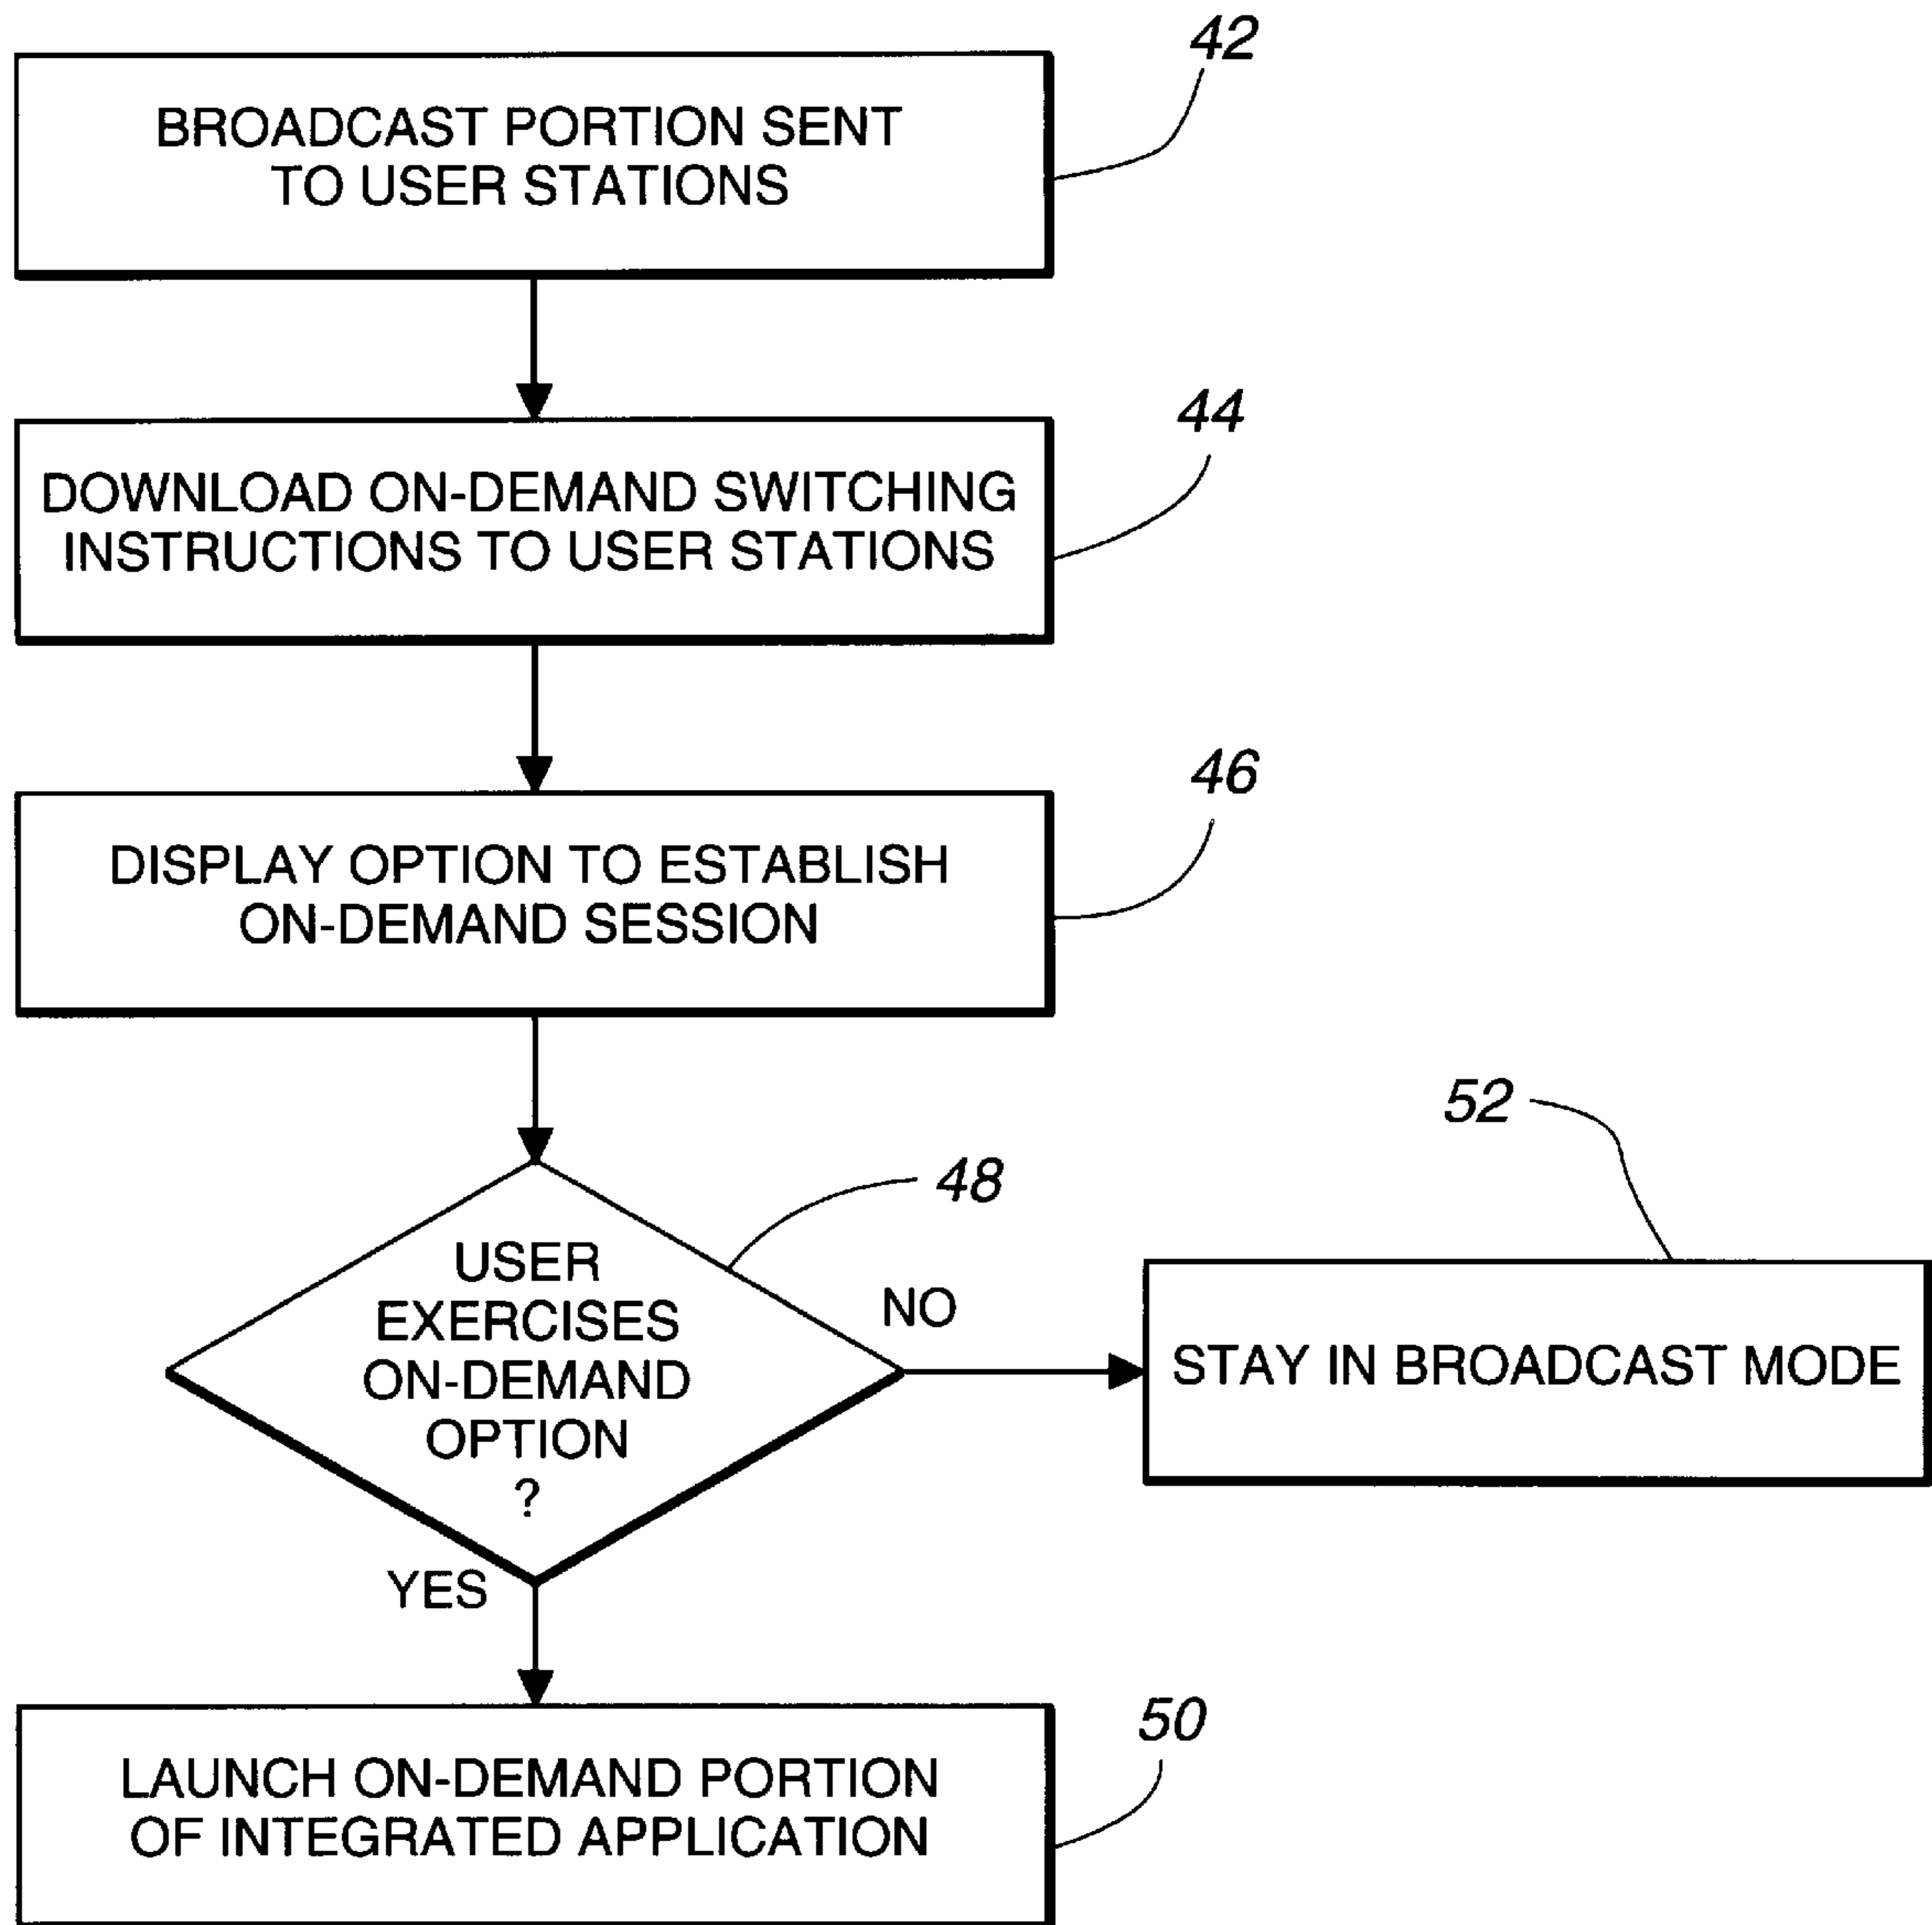 42
BROADCAST PORTION SENT
TO USER STATIONS
44
DOWNLOAD ON-DEMAND SWITCHING
INSTRUCTIONS TO USER STATIONS
46
DISPLAY OPTION TO ESTABLISH
ON-DEMAND SESSION
52
48
USER
EXERCISES
ON-DEMAND
OPTION
?
NO
STAY IN BROADCAST MODE
YES
50
LAUNCH ON-DEMAND PORTION
OF INTEGRATED APPLICATION